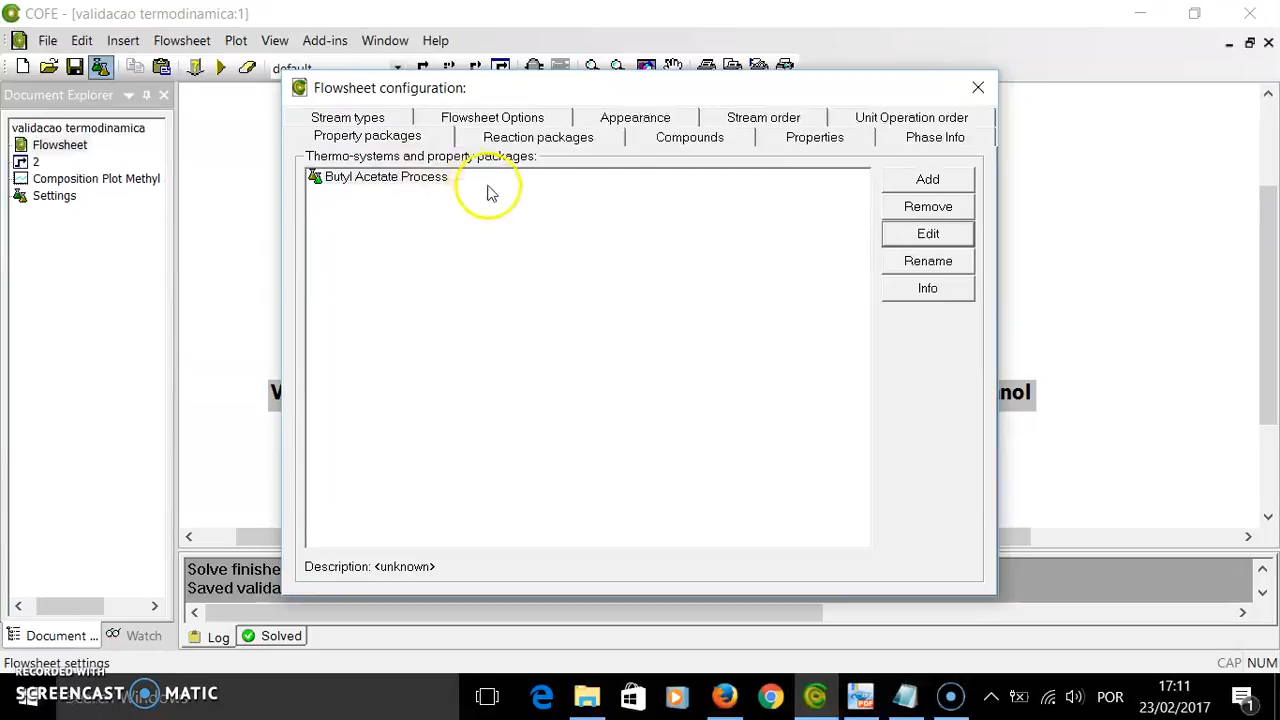 COFE - [validacao termodinamica:1]
File Edit Insert Flowsheet Plot View Add-ins Window Help
default
Document Explorer
validacao termodinamica
Flowsheet
2
Composition Plot Methyl
Settings
Document ...
Watch
Flowsheet configuration:
Stream types
Flowsheet Options
Appearance
Stream order
Unit Operation order
Property packages
Reaction packages
Compounds
Properties
Phase Info
Thermo-systems and property packages:
Butyl Acetate Process
Add
Remove
Edit
Rename
Info
Description: <unknown>
V
nol
Solve finishe
Saved valida
Log
Solved
Flowsheet settings
CAP NUM
RECORDED WITH
SCREENCAST MATIC
Search Windows
POR
17:11
23/02/2017
1